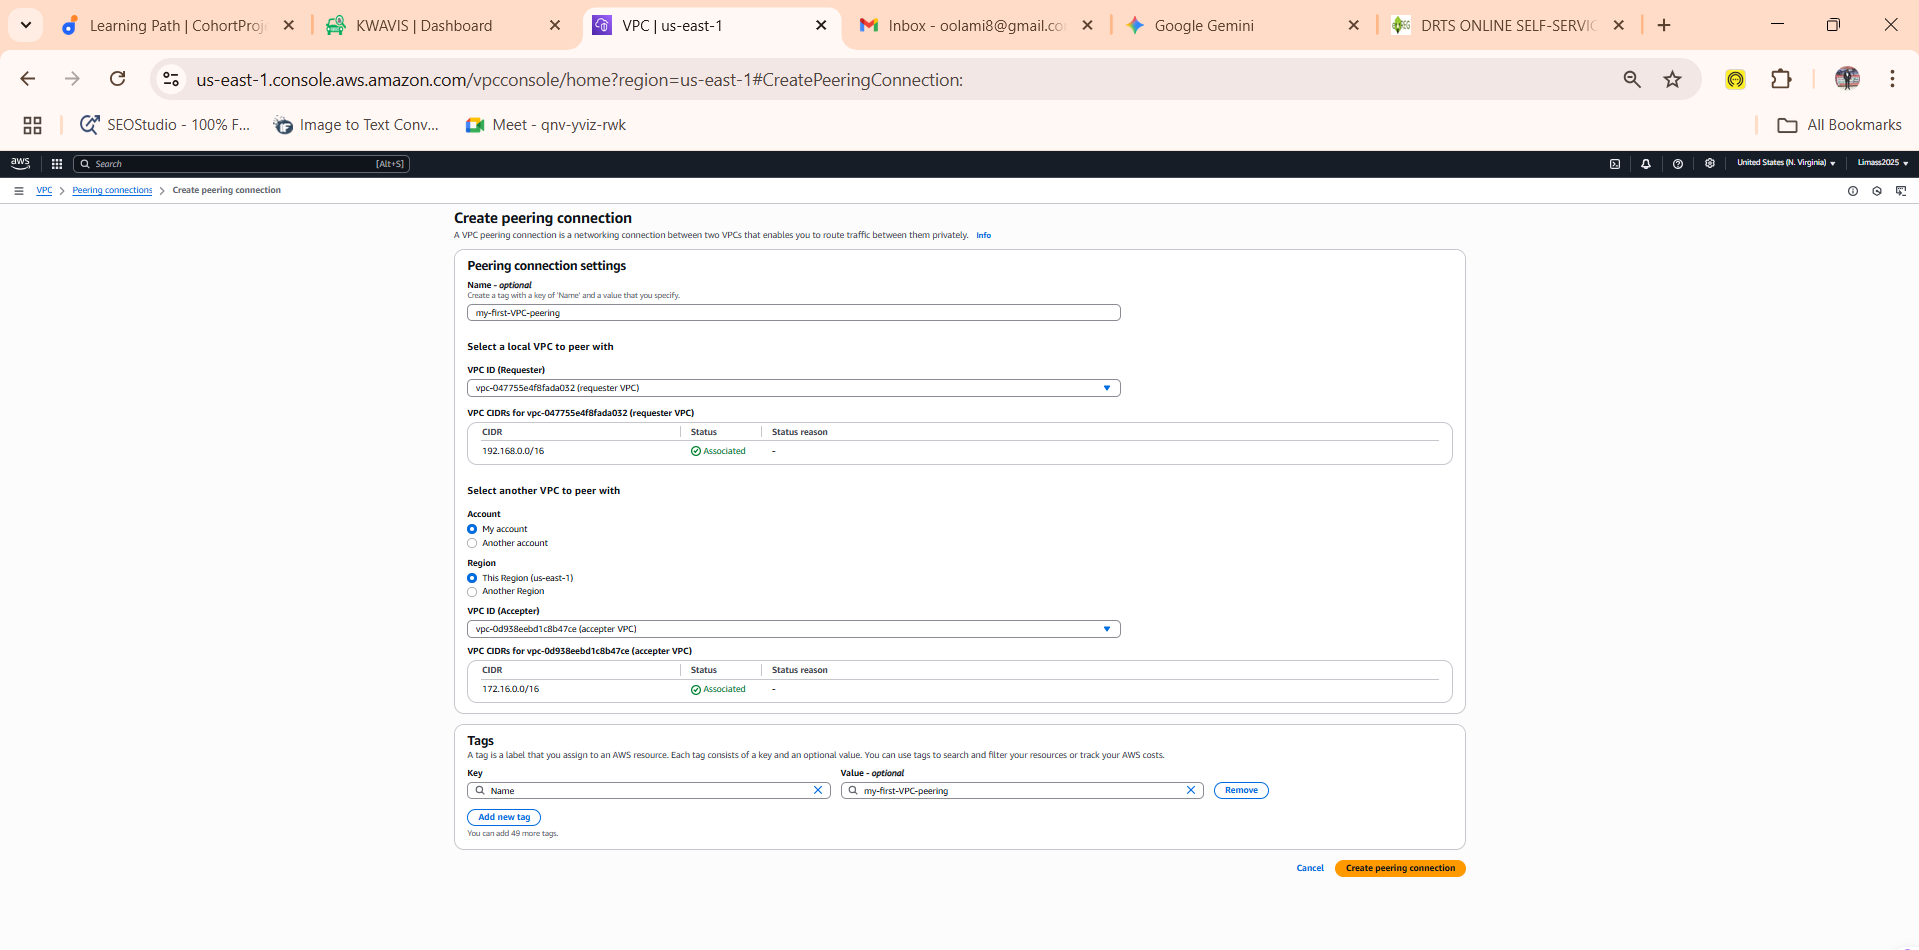 Learning Path | CohortProj
KWAVIS | Dashboard
VPC | us-east-1
Inbox - oolami8@gmail.co
Google Gemini
DRTS ONLINE SELF-SERVIC
us-east-1.console.aws.amazon.com/vpcconsole/home?region=us-east-1#CreatePeeringConnection:
SEOStudio - 100% F...
Image to Text Conv...
Meet - qnv-yviz-rwk
All Bookmarks
aws
Search
[Alt+S]
United States (N. Virginia)
Limass2025
VPC
Peering connections
Create peering connection
Create peering connection
A VPC peering connection is a networking connection between two VPCs that enables you to route traffic between them privately. Info
Peering connection settings
Name - optional
Create a tag with a key of 'Name' and a value that you specify.
my-first-VPC-peering
Select a local VPC to peer with
VPC ID (Requester)
vpc-047755e4f8fada032 (requester VPC)
VPC CIDRs for vpc-047755e4f8fada032 (requester VPC)
CIDR Status Status reason
192.168.0.0/16 Associated -
Select another VPC to peer with
Account
My account
Another account
Region
This Region (us-east-1)
Another Region
VPC ID (Accepter)
vpc-0d938eebd1c8b47ce (accepter VPC)
VPC CIDRs for vpc-0d938eebd1c8b47ce (accepter VPC)
CIDR Status Status reason
172.16.0.0/16 Associated -
Tags
A tag is a label that you assign to an AWS resource. Each tag consists of a key and an optional value. You can use tags to search and filter your resources or track your AWS costs.
Key Value - optional
Name my-first-VPC-peering Remove
Add new tag
You can add 49 more tags.
Cancel Create peering connection